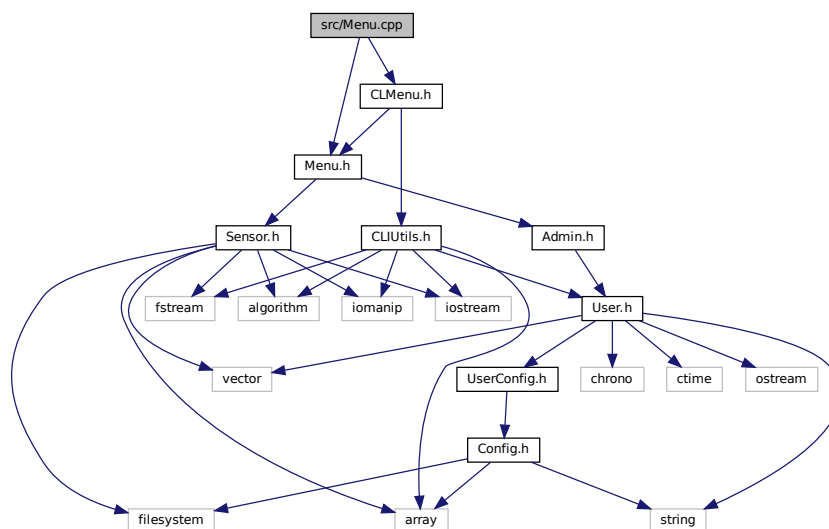 src/Menu.cpp
CLMenu.h
Menu.h
Sensor.h
CLIUtils.h
Admin.h
fstream
algorithm
iomanip
iostream
User.h
vector
UserConfig.h
chrono
ctime
ostream
Config.h
filesystem
array
string